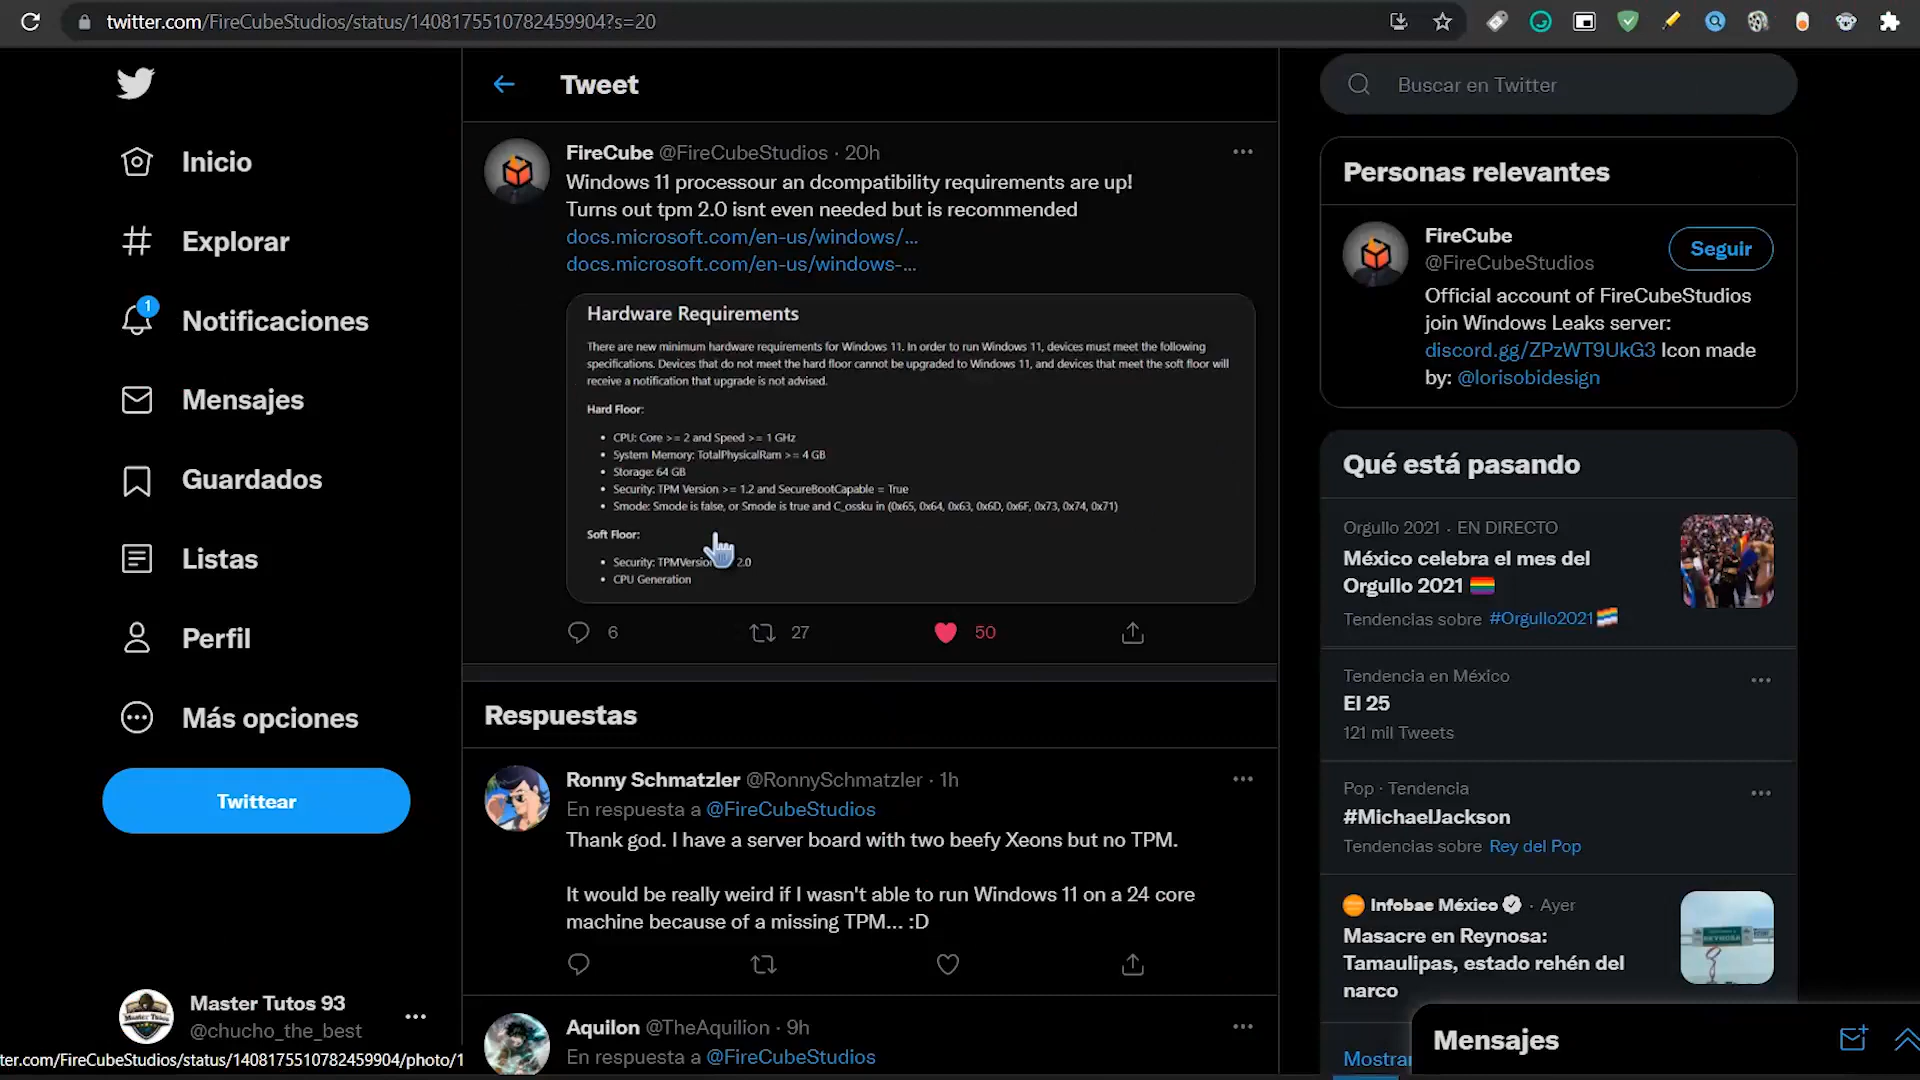 twitter.com/FireCubeStudios/status/1408175510782459904?s=20
Inicio
Explorar
1
Notificaciones
Mensajes
Guardados
Listas
Perfil
Más opciones
Twittear
Master Tutos 93
@chucho_the_best
ter.com/FireCubeStudios/status/1408175510782459904/photo/1
Tweet
FireCube @FireCubeStudios · 20h
Windows 11 processour an dcompatibility requirements are up!
Turns out tpm 2.0 isnt even needed but is recommended
docs.microsoft.com/en-us/windows/...
docs.microsoft.com/en-us/windows-...
Hardware Requirements
There are new minimum hardware requirements for Windows 11. In order to run Windows 11, devices must meet the following
specifications. Devices that do not meet the hard floor cannot be upgraded to Windows 11, and devices that meet the soft floor will
receive a notification that upgrade is not advised.
Hard Floor:
• CPU: Core >= 2 and Speed >= 1 GHz
• System Memory: TotalPhysicalRam >= 4 GB
• Storage: 64 GB
• Security: TPM Version >= 1.2 and SecureBootCapable = True
• Smode: Smode is false, or Smode is true and C_ossku in (0x65, 0x64, 0x63, 0x6D, 0x6F, 0x73, 0x74, 0x71)
Soft Floor:
• Security: TPMVersion 2.0
• CPU Generation
6 27 50
Respuestas
Ronny Schmatzler @RonnySchmatzler · 1h
En respuesta a @FireCubeStudios
Thank god. I have a server board with two beefy Xeons but no TPM.
It would be really weird if I wasn't able to run Windows 11 on a 24 core
machine because of a missing TPM... :D
Aquilon @TheAquilion · 9h
En respuesta a @FireCubeStudios
Buscar en Twitter
Personas relevantes
FireCube
@FireCubeStudios
Seguir
Official account of FireCubeStudios
join Windows Leaks server:
discord.gg/ZPzWT9UkG3 Icon made
by: @lorisobidesign
Qué está pasando
Orgullo 2021 · EN DIRECTO
México celebra el mes del
Orgullo 2021
Tendencias sobre #Orgullo2021
Tendencia en México
El 25
121 mil Tweets
Pop · Tendencia
#MichaelJackson
Tendencias sobre Rey del Pop
Infobae México · Ayer
Masacre en Reynosa:
Tamaulipas, estado rehén del
narco
REYNOSA
Mostrar
Mensajes